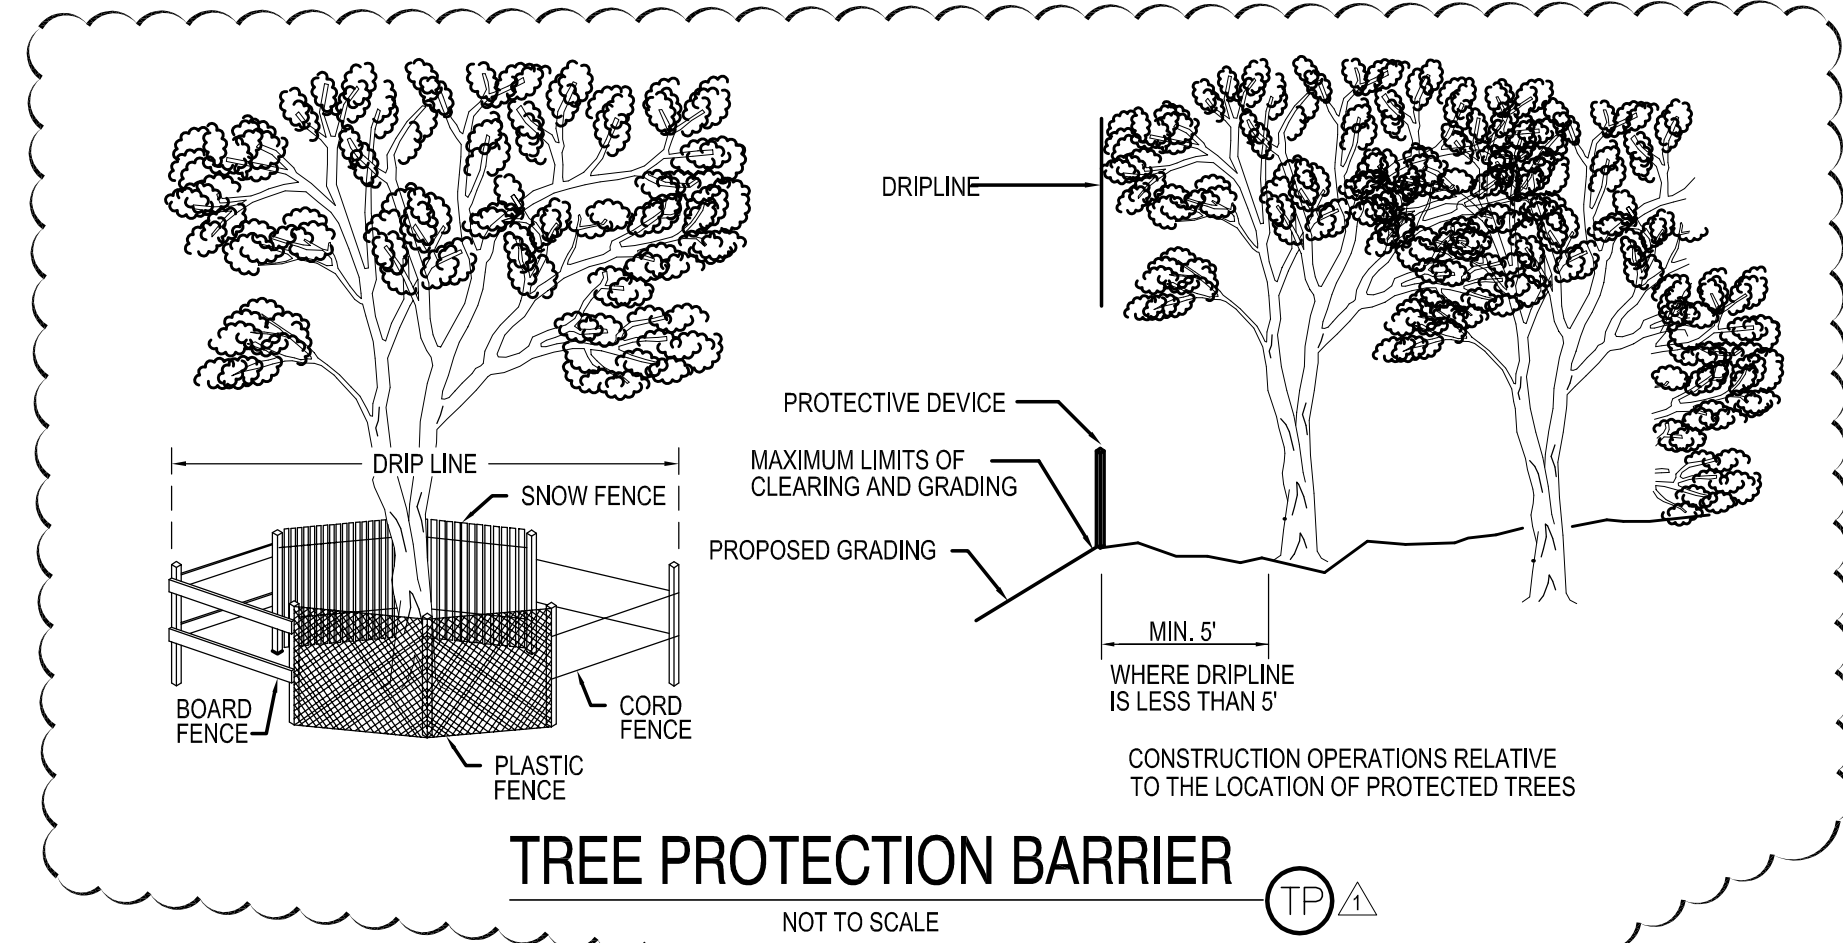 DRIP LINE
SNOW FENCE
BOARD
FENCE
CORD
FENCE
PLASTIC
FENCE
DRIPLINE
PROTECTIVE DEVICE
MAXIMUM LIMITS OF
CLEARING AND GRADING
PROPOSED GRADING
MIN. 5'
WHERE DRIPLINE
IS LESS THAN 5'
CONSTRUCTION OPERATIONS RELATIVE
TO THE LOCATION OF PROTECTED TREES
TREE PROTECTION BARRIER
NOT TO SCALE
TP
1